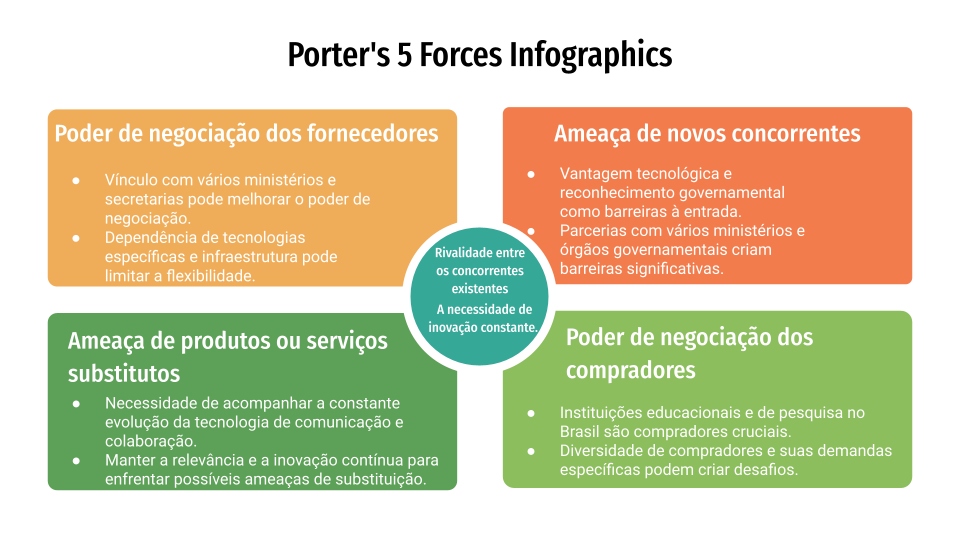 Porter's 5 Forces Infographics
Poder de negociação dos fornecedores
● Vínculo com vários ministérios e
secretarias pode melhorar o poder de
negociação.
● Dependência de tecnologias
específicas e infraestrutura pode
limitar a flexibilidade.
Ameaça de novos concorrentes
● Vantagem tecnológica e
reconhecimento governamental
como barreiras à entrada.
● Parcerias com vários ministérios e
órgãos governamentais criam
barreiras significativas.
Rivalidade entre
os concorrentes
existentes
A necessidade de
inovação constante.
Ameaça de produtos ou serviços
substitutos
● Necessidade de acompanhar a constante
evolução da tecnologia de comunicação e
colaboração.
● Manter a relevância e a inovação contínua para
enfrentar possíveis ameaças de substituição.
Poder de negociação dos
compradores
● Instituições educacionais e de pesquisa no
Brasil são compradores cruciais.
● Diversidade de compradores e suas demandas
específicas podem criar desafios.